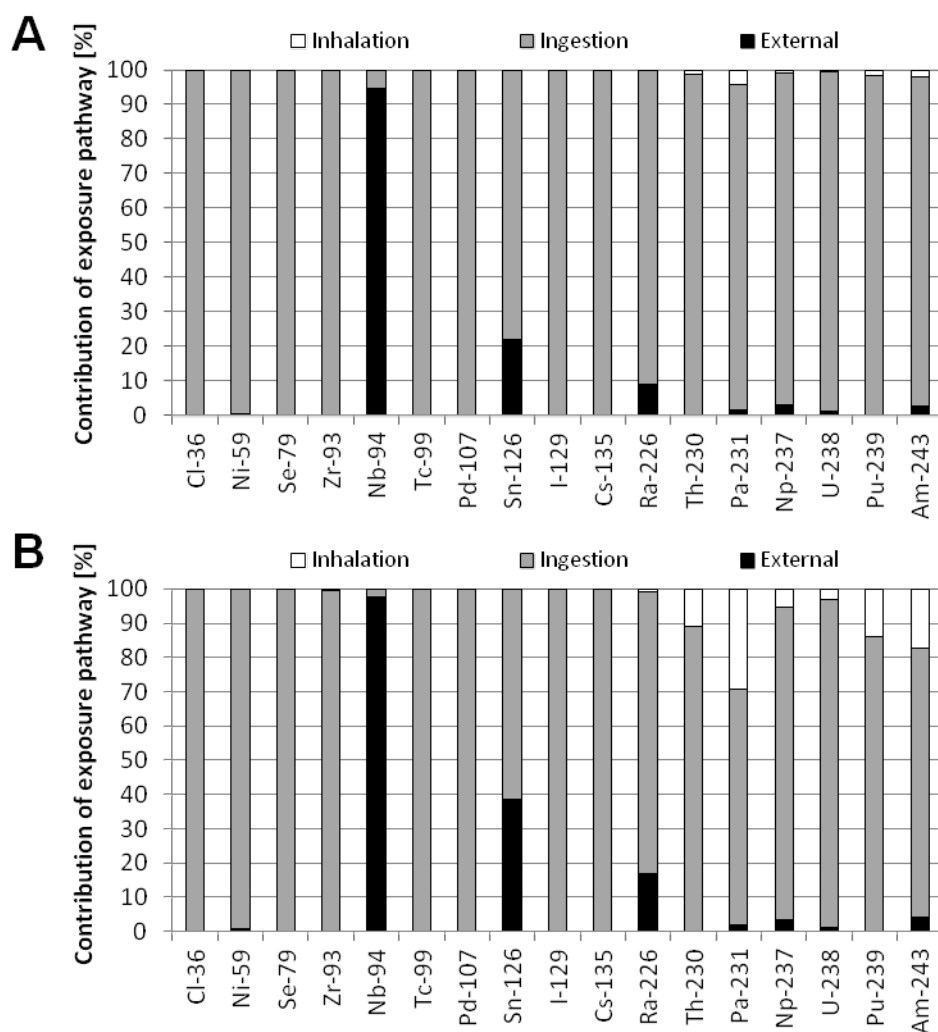 A
Inhalation Ingestion External
Contribution of exposure pathway [%]
100
90
80
70
60
50
40
30
20
10
0
Cl-36 Ni-59 Se-79 Zr-93 Nb-94 Tc-99 Pd-107 Sn-126 I-129 Cs-135 Ra-226 Th-230 Pa-231 Np-237 U-238 Pu-239 Am-243
B
Inhalation Ingestion External
Contribution of exposure pathway [%]
100
90
80
70
60
50
40
30
20
10
0
Cl-36 Ni-59 Se-79 Zr-93 Nb-94 Tc-99 Pd-107 Sn-126 I-129 Cs-135 Ra-226 Th-230 Pa-231 Np-237 U-238 Pu-239 Am-243